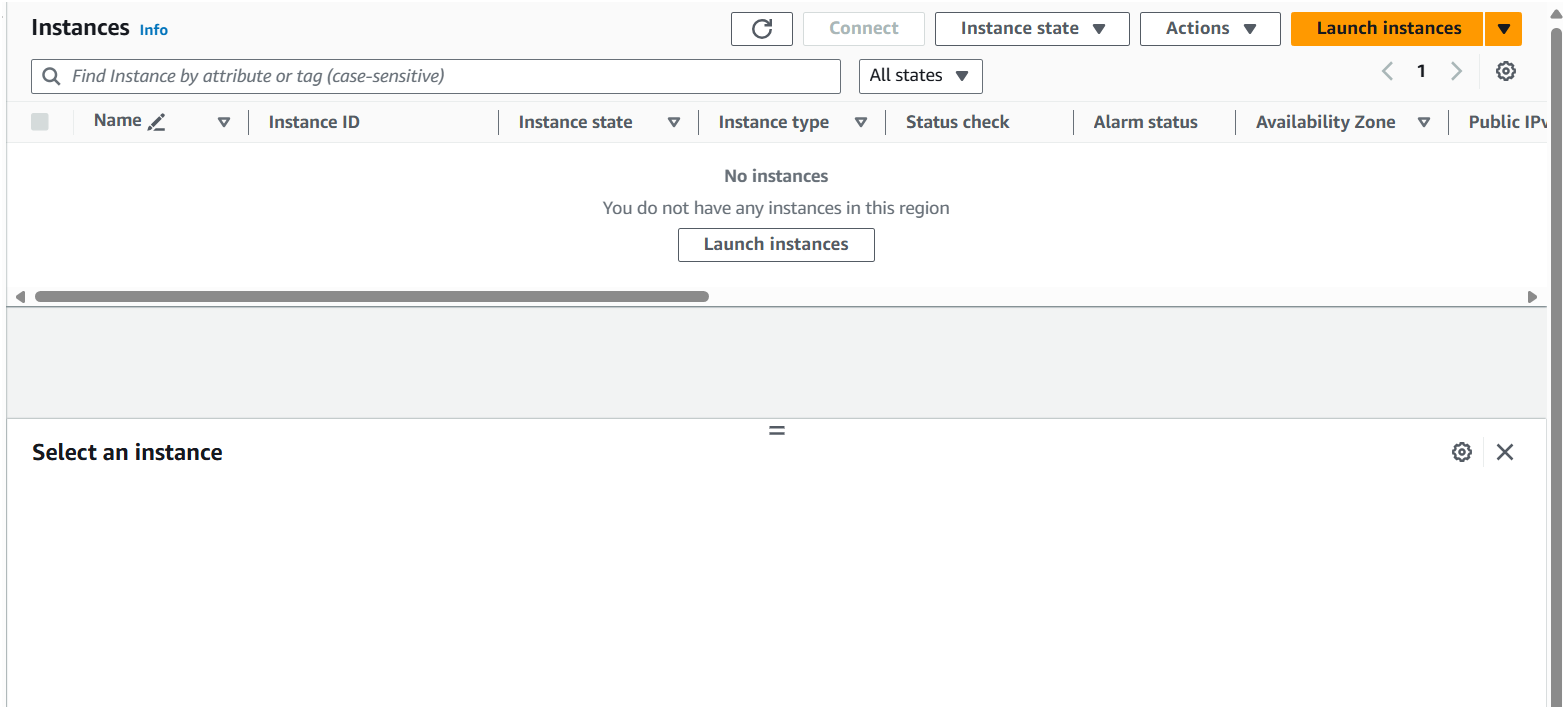 Instances Info Connect Instance state Actions Launch instances
Find Instance by attribute or tag (case-sensitive) All states 1
Name Instance ID Instance state Instance type Status check Alarm status Availability Zone Public IPv
No instances
You do not have any instances in this region
Launch instances
Select an instance